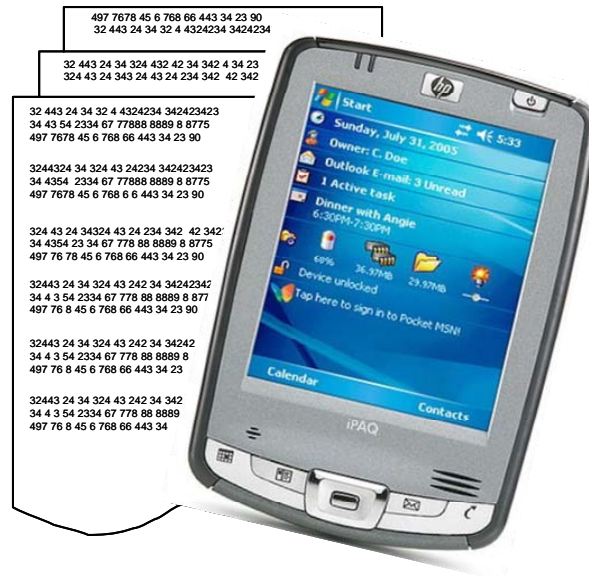 497 7678 45 6 768 66 443 34 23 90
32 443 24 34 32 4 4324234 3424234
32 443 24 34 324 432 42 34 342 4 34 23
324 43 24 343 24 43 24 234 342 42 342
32 443 24 34 32 4 4324234 342423423
34 43 54 2334 67 77888 8889 8 8775
497 7678 45 6 768 66 443 34 23 90
3244324 34 324 43 24234 342423423
34 4354 2334 67 77888 8889 8 8775
497 7678 45 6 768 6 6 443 34 23 90
324 43 24 34324 43 24 234 342 42 342
34 4354 23 34 67 778 88 8889 8 8775
497 76 78 45 6 768 66 443 34 23 90
32443 24 34 324 43 242 34 34242342
34 4 3 54 2334 67 778 88 8889 8 877
497 76 8 45 6 768 66 443 34 23 90
32443 24 34 324 43 242 34 34242
34 4 3 54 2334 67 778 88 8889 8
497 76 8 45 6 768 66 443 34 23
32443 24 34 324 43 242 34 342
34 4 3 54 2334 67 778 88 8889
497 76 8 45 6 768 66 443 34
hp
Start
5:33
Sunday, July 31, 2005
Owner: C. Doe
Outlook E-mail: 3 Unread
1 Active task
Dinner with Angie
6:30PM-7:30PM
68%
36.97MB
29.97MB
Device unlocked
Tap here to sign in to Pocket MSN!
Calendar
Contacts
iPAQ